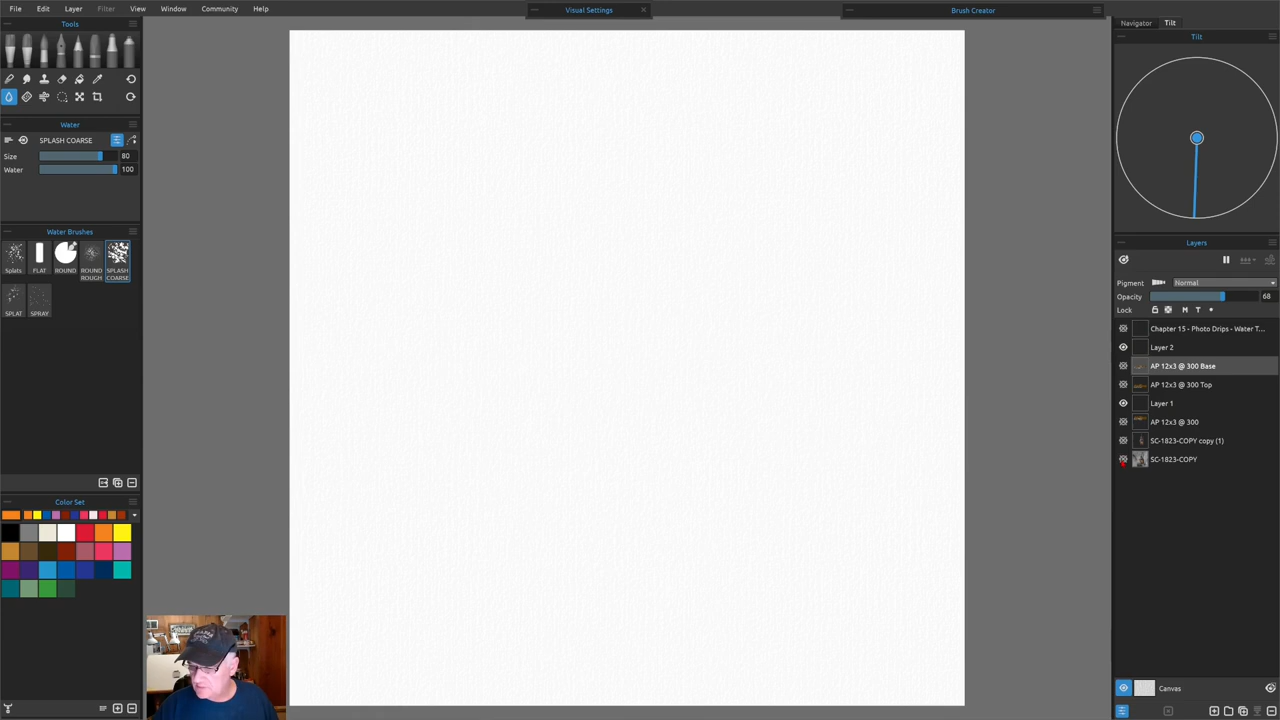 File Edit Layer Filter View Window Community Help
Visual Settings
Brush Creator
Tools
Navigator Tilt
Tilt
Water
SPLASH COARSE
Size 80
Water 100
Water Brushes
Splats FLAT ROUND ROUND ROUGH SPLASH COARSE
SPLAT SPRAY
Color Set
Layers
Pigment Normal
Opacity 68
Lock M T
Chapter 15 - Photo Drips - Water T...
Layer 2
AP 12x3 @ 300 Base
AP 12x3 @ 300 Top
Layer 1
AP 12x3 @ 300
SC-1823-COPY copy (1)
SC-1823-COPY
Canvas